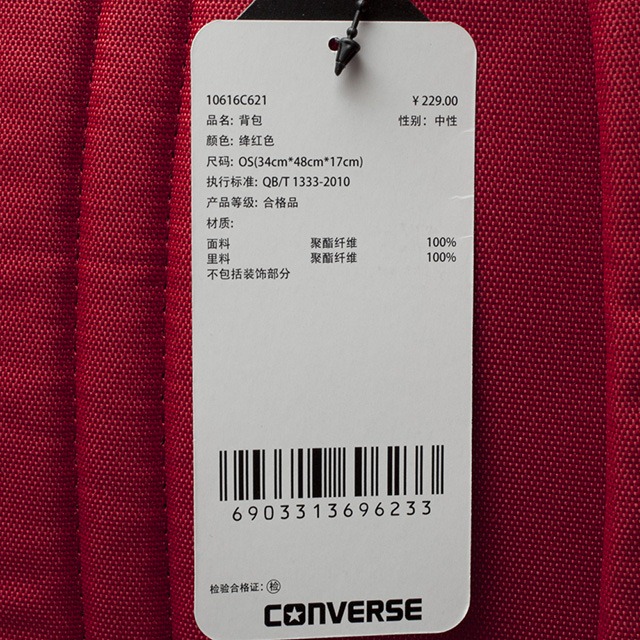 10616C621 ¥ 229.00
品名: 背包 性别: 中性
颜色: 绛红色
尺码: OS(34cm*48cm*17cm)
执行标准: QB/T 1333-2010
产品等级: 合格品
材质:
面料 聚酯纤维 100%
里料 聚酯纤维 100%
不包括装饰部分
6903313696233
检验合格证: 检
CONVERSE